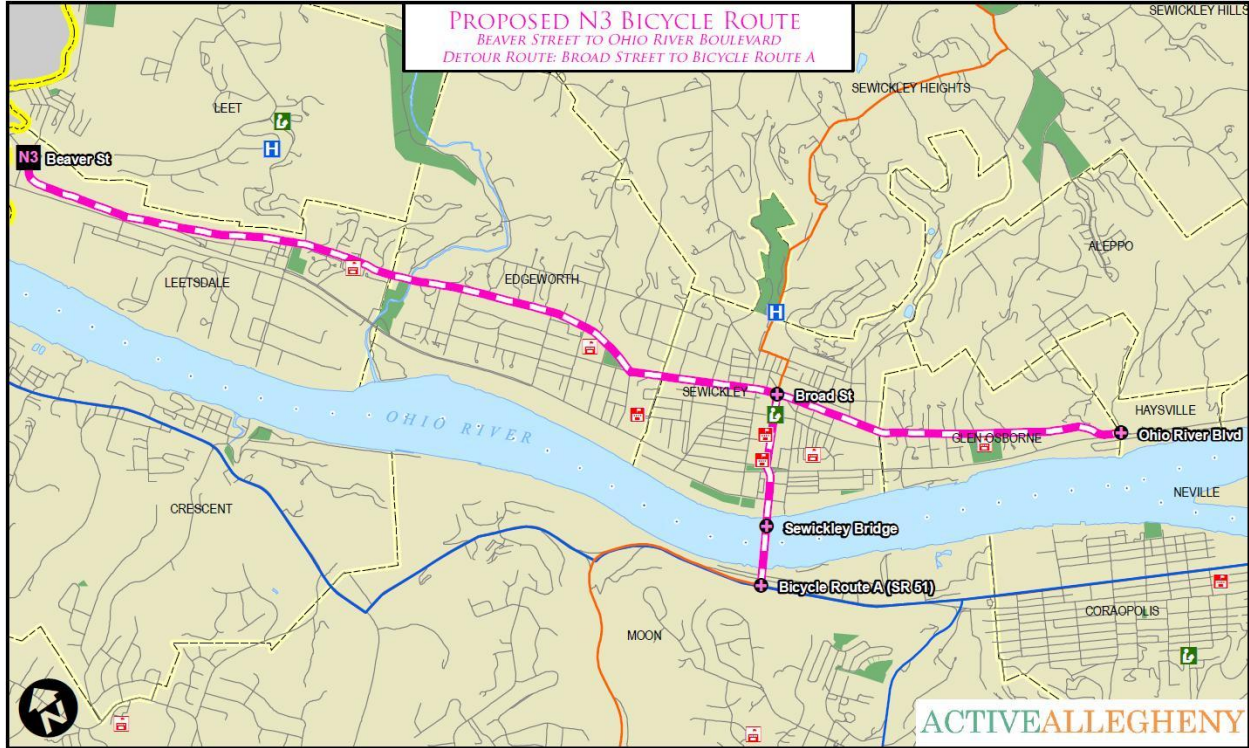 PROPOSED N3 BICYCLE ROUTE
BEAVER STREET TO OHIO RIVER BOULEVARD
DETOUR ROUTE: BROAD STREET TO BICYCLE ROUTE A
SEWICKLEY HILLS
SEWICKLEY HEIGHTS
LEET
H
N3 Beaver St
ALEPPO
LEETSDALE
EDGEWORTH
H
SEWICKLEY
Broad St
HAYSVILLE
GLEN OSBORNE
Ohio River Blvd
OHIO RIVER
NEVILLE
CRESCENT
Sewickley Bridge
Bicycle Route A (SR 51)
CORAOPOLIS
MOON
N
ACTIVEALLEGHENY